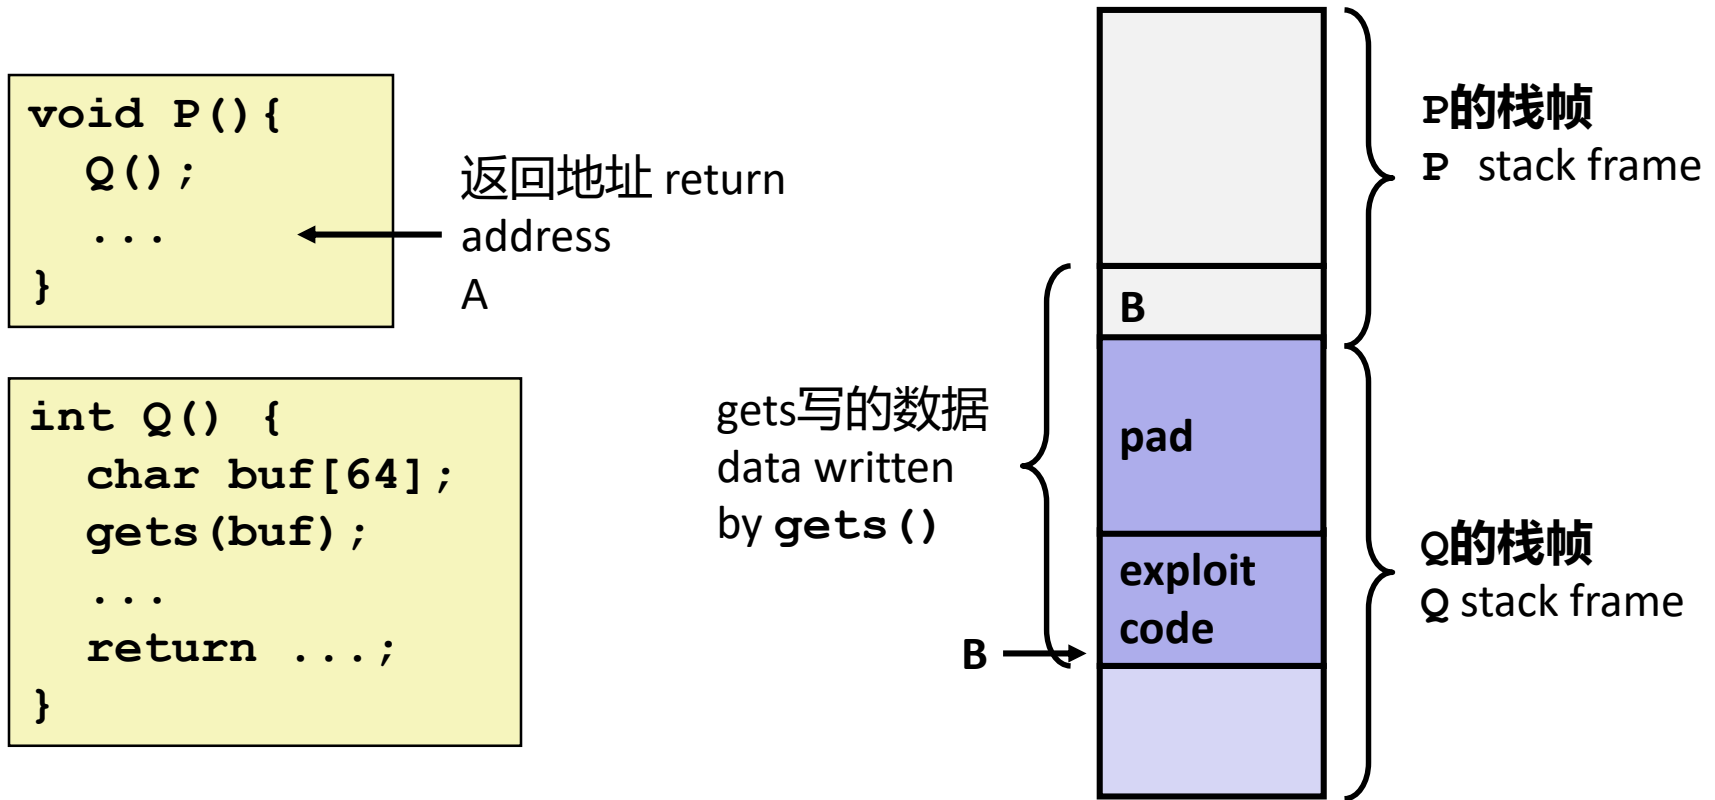 void P(){
Q();
...
}
返回地址 return
address
A
int Q() {
char buf[64];
gets(buf);
...
return ...;
}
gets写的数据
data written
by gets()
B
B
pad
exploit
code
P的栈帧
P stack frame
Q的栈帧
Q stack frame